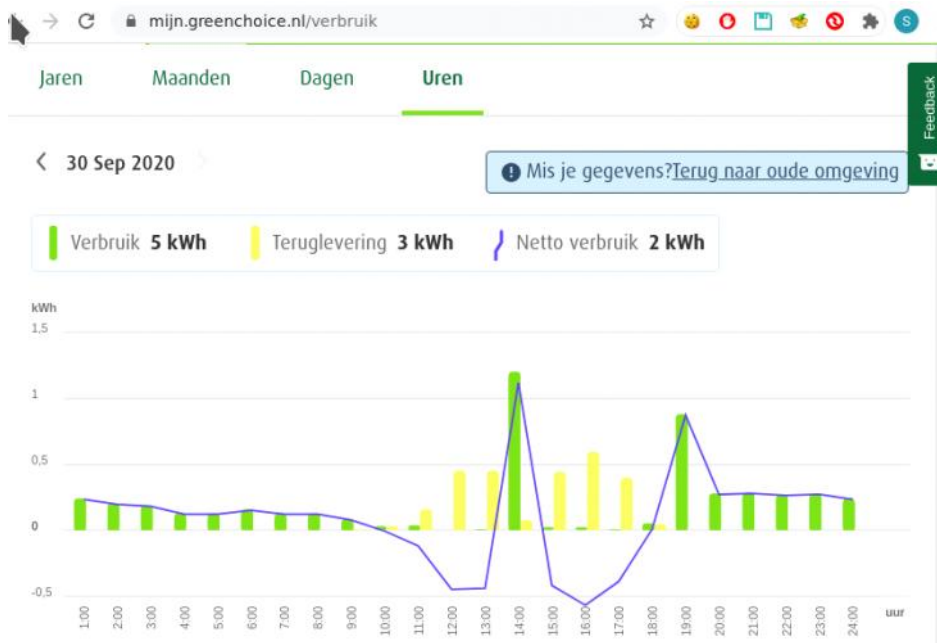 mijn.greenchoice.nl/verbruik
S
Jaren Maanden Dagen Uren
Feedback
30 Sep 2020
Mis je gegevens?Terug naar oude omgeving
Verbruik 5 kWh Teruglevering 3 kWh Netto verbruik 2 kWh
kWh
1,5
1
0,5
0
-0,5
1:00 2:00 3:00 4:00 5:00 6:00 7:00 8:00 9:00 10:00 11:00 12:00 13:00 14:00 15:00 16:00 17:00 18:00 19:00 20:00 21:00 22:00 23:00 24:00 uur